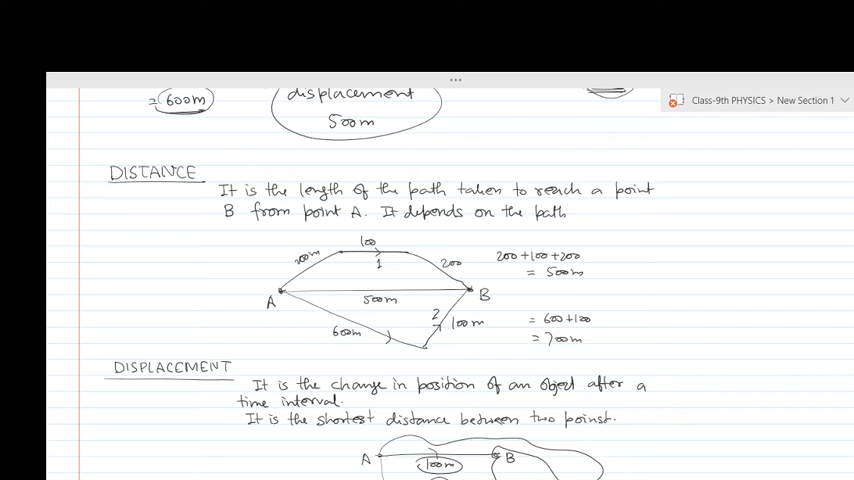 displacement
= 600m
500m
Class-9th PHYSICS > New Section 1
DISTANCE
It is the length of the path taken to reach a point
B from point A. It depends on the path
100
200m
1
200
200+100+200
= 500m
A
500m
B
600m
2
100m
= 600+100
= 700m
DISPLACEMENT
It is the change in position of an object after a
time interval.
It is the shortest distance between two poinst.
A
100m
B